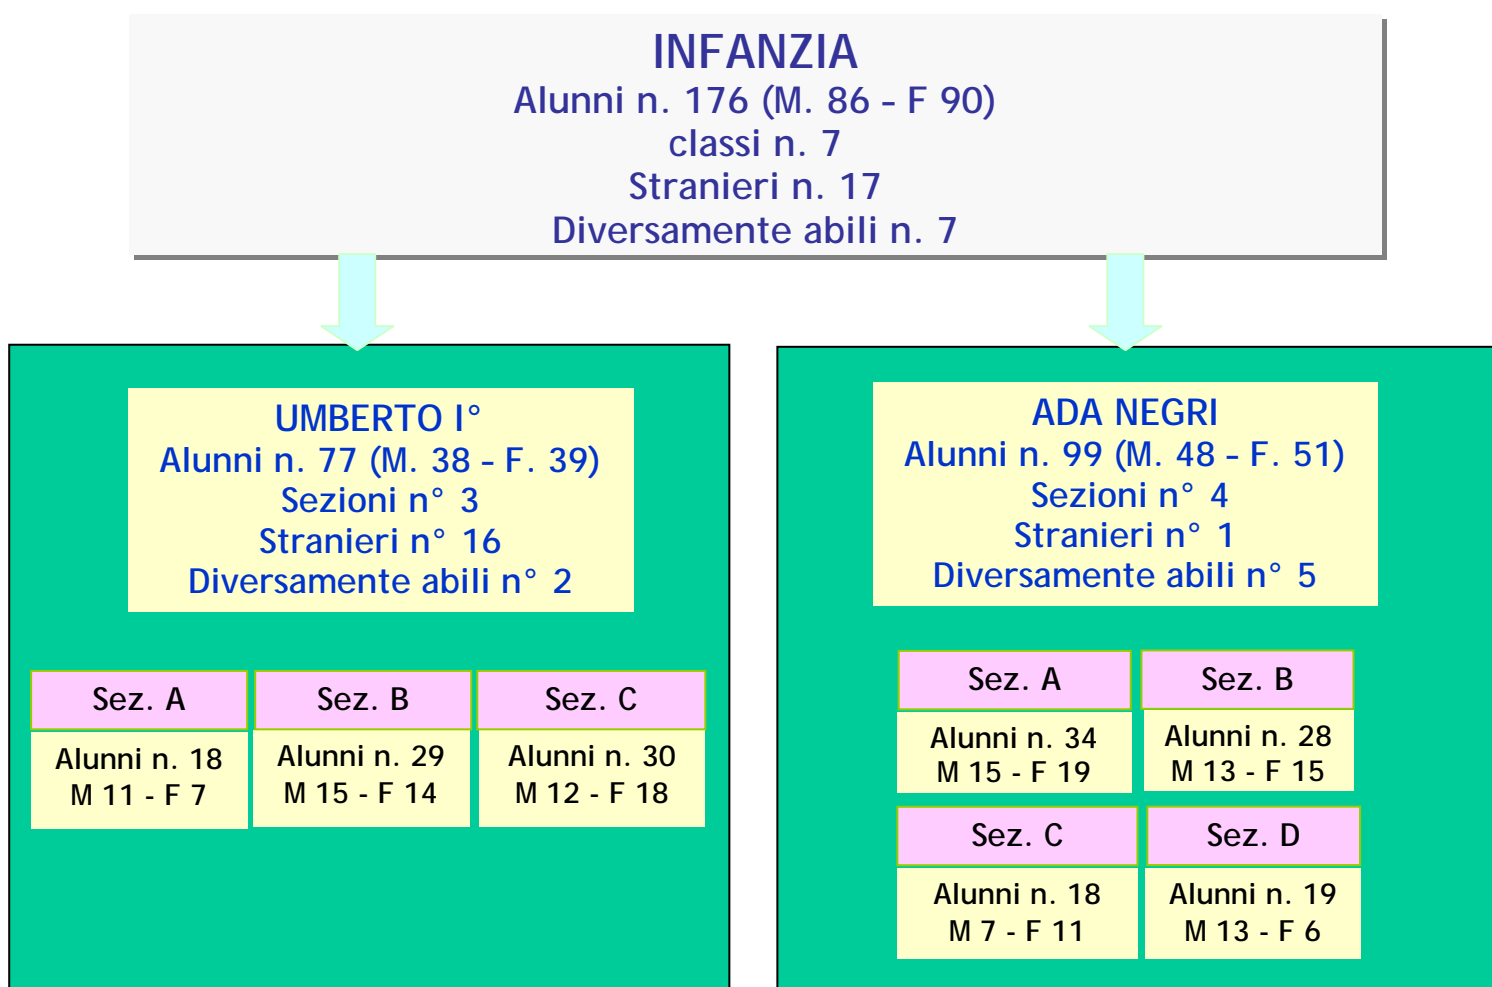 INFANZIA
Alunni n. 176 (M. 86 – F 90)
classi n. 7
Stranieri n. 17
Diversamente abili n. 7
UMBERTO I°
Alunni n. 77 (M. 38 – F. 39)
Sezioni n° 3
Stranieri n° 16
Diversamente abili n° 2
Sez. A
Alunni n. 18
M 11 - F 7
Sez. B
Alunni n. 29
M 15 - F 14
Sez. C
Alunni n. 30
M 12 - F 18
ADA NEGRI
Alunni n. 99 (M. 48 – F. 51)
Sezioni n° 4
Stranieri n° 1
Diversamente abili n° 5
Sez. A
Alunni n. 34
M 15 - F 19
Sez. B
Alunni n. 28
M 13 - F 15
Sez. C
Alunni n. 18
M 7 - F 11
Sez. D
Alunni n. 19
M 13 - F 6